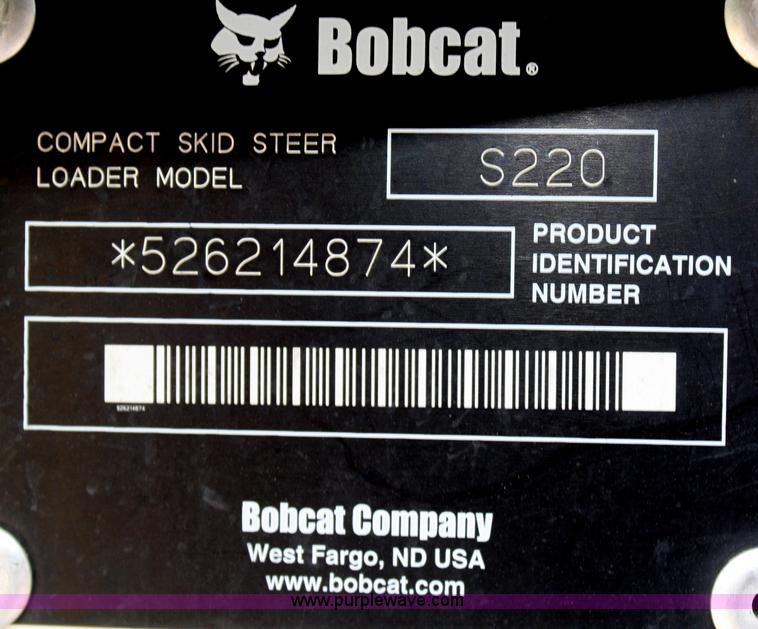 Bobcat®
COMPACT SKID STEER
LOADER MODEL
S220
*526214874*
PRODUCT
IDENTIFICATION
NUMBER
526214874
Bobcat Company
West Fargo, ND USA
www.bobcat.com
www.purplewave.com